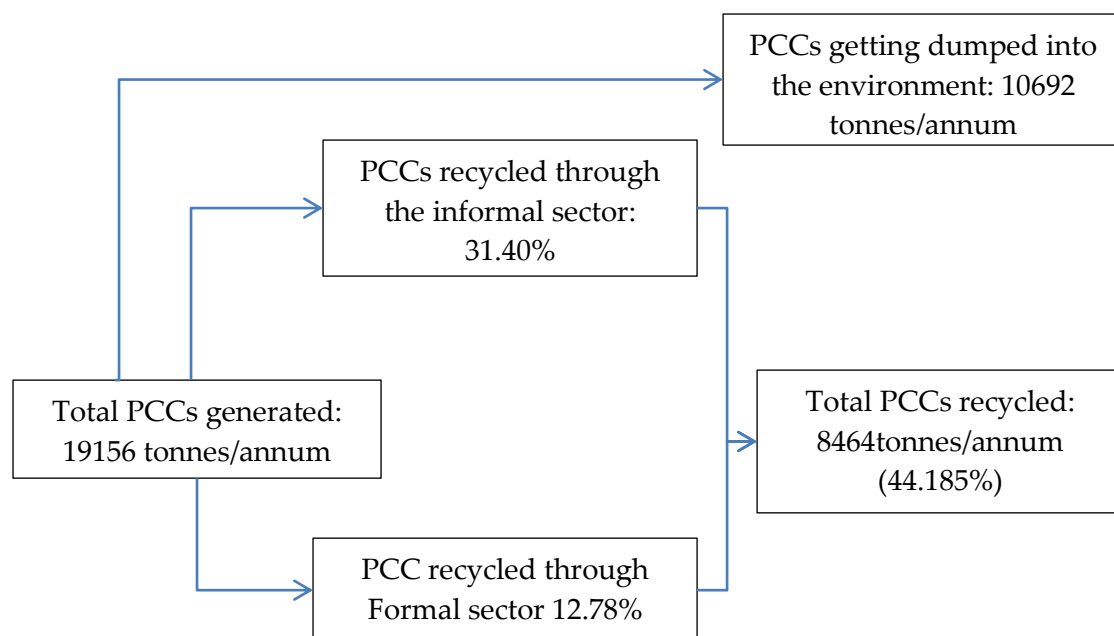 PCCs getting dumped into
the environment: 10692
tonnes/annum
PCCs recycled through
the informal sector:
31.40%
Total PCCs generated:
19156 tonnes/annum
Total PCCs recycled:
8464tonnes/annum
(44.185%)
PCC recycled through
Formal sector 12.78%